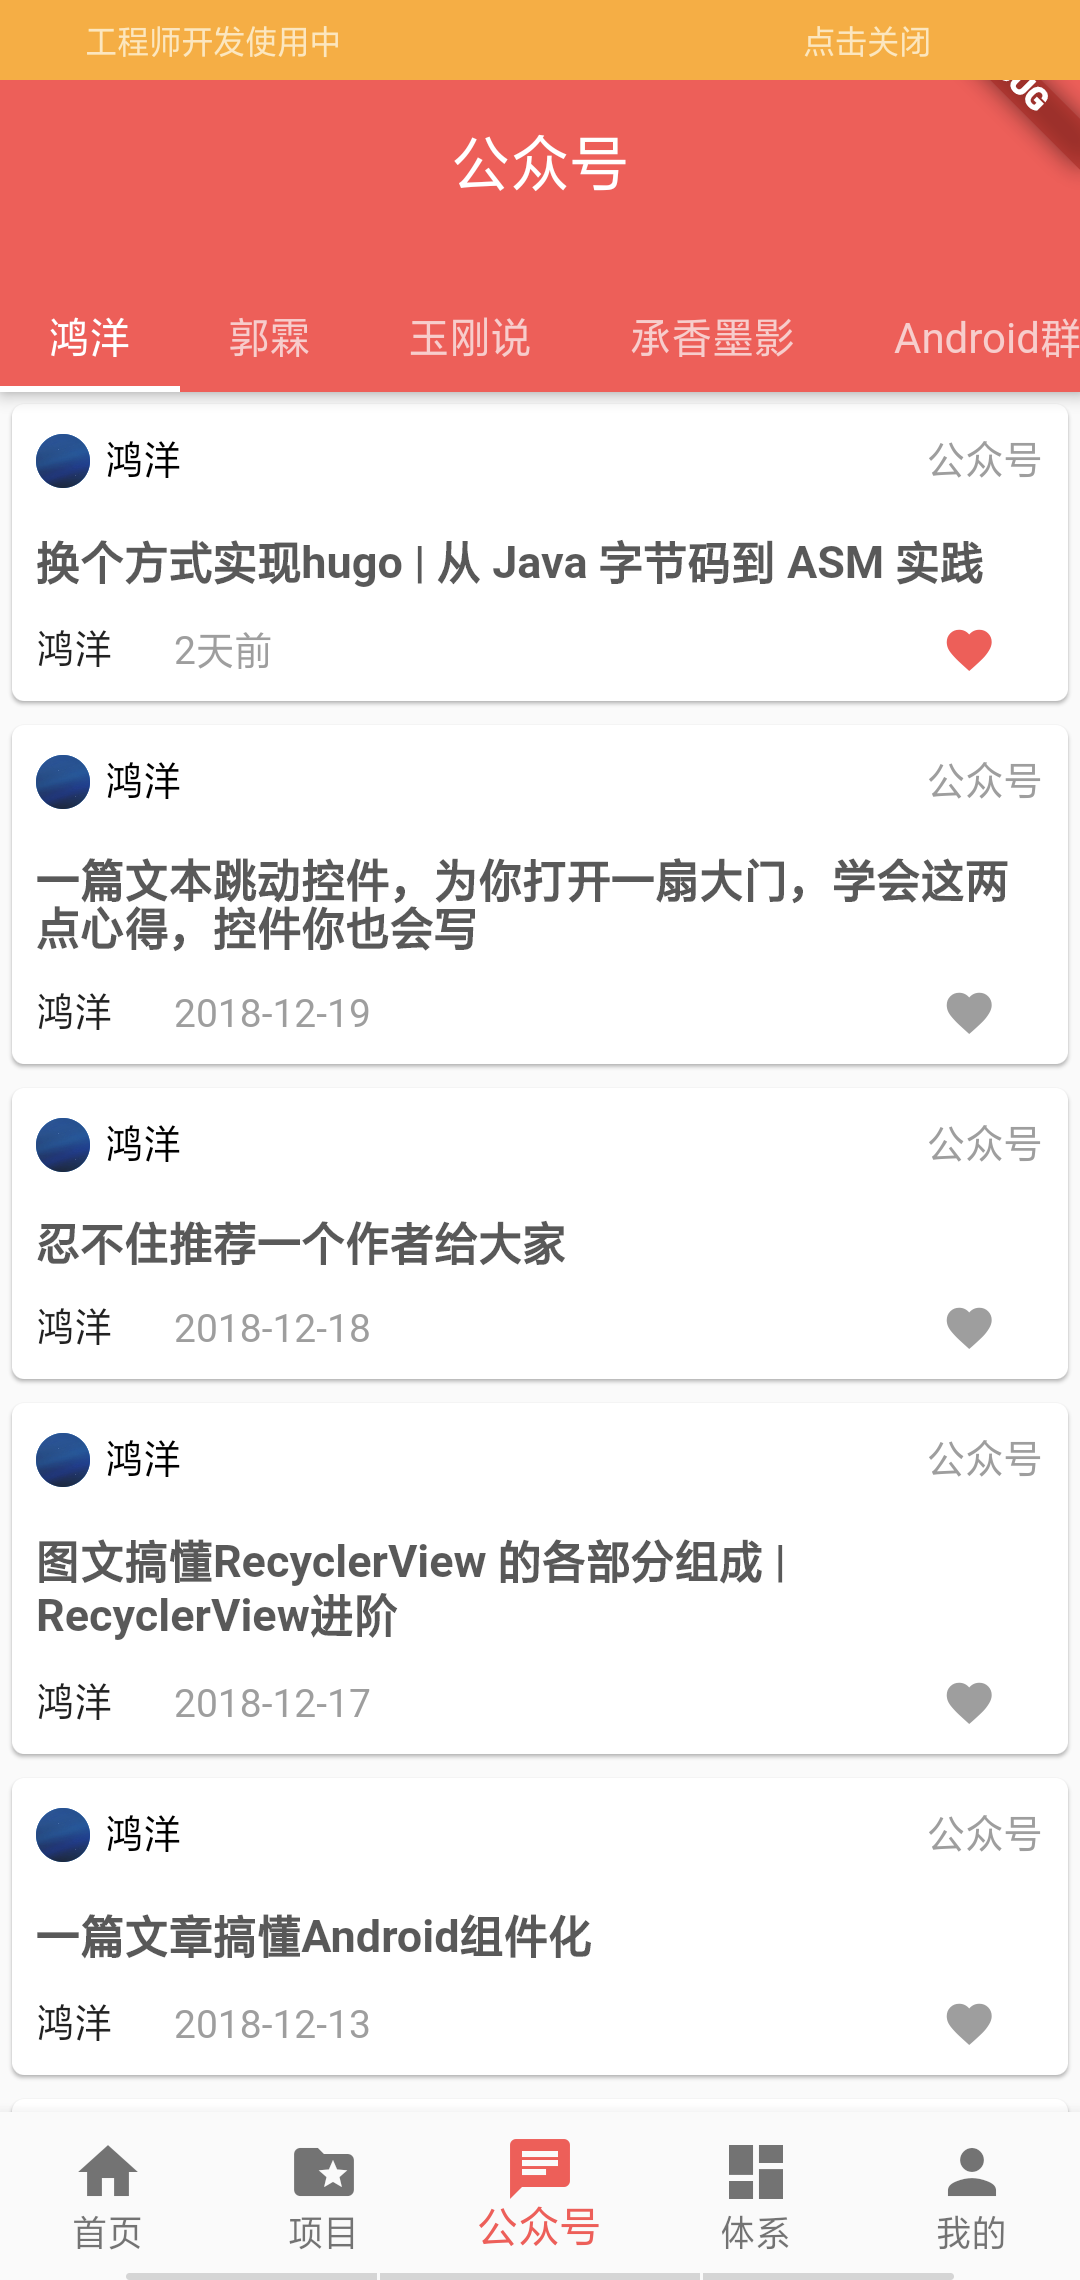 工程师开发使用中 点击关闭
UG
公众号
鸿洋 郭霖 玉刚说 承香墨影 Android群
鸿洋 公众号
换个方式实现hugo | 从 Java 字节码到 ASM 实践
鸿洋 2天前
鸿洋 公众号
一篇文本跳动控件，为你打开一扇大门，学会这两
点心得，控件你也会写
鸿洋 2018-12-19
鸿洋 公众号
忍不住推荐一个作者给大家
鸿洋 2018-12-18
鸿洋 公众号
图文搞懂RecyclerView 的各部分组成 |
RecyclerView进阶
鸿洋 2018-12-17
鸿洋 公众号
一篇文章搞懂Android组件化
鸿洋 2018-12-13
首页 项目 公众号 体系 我的